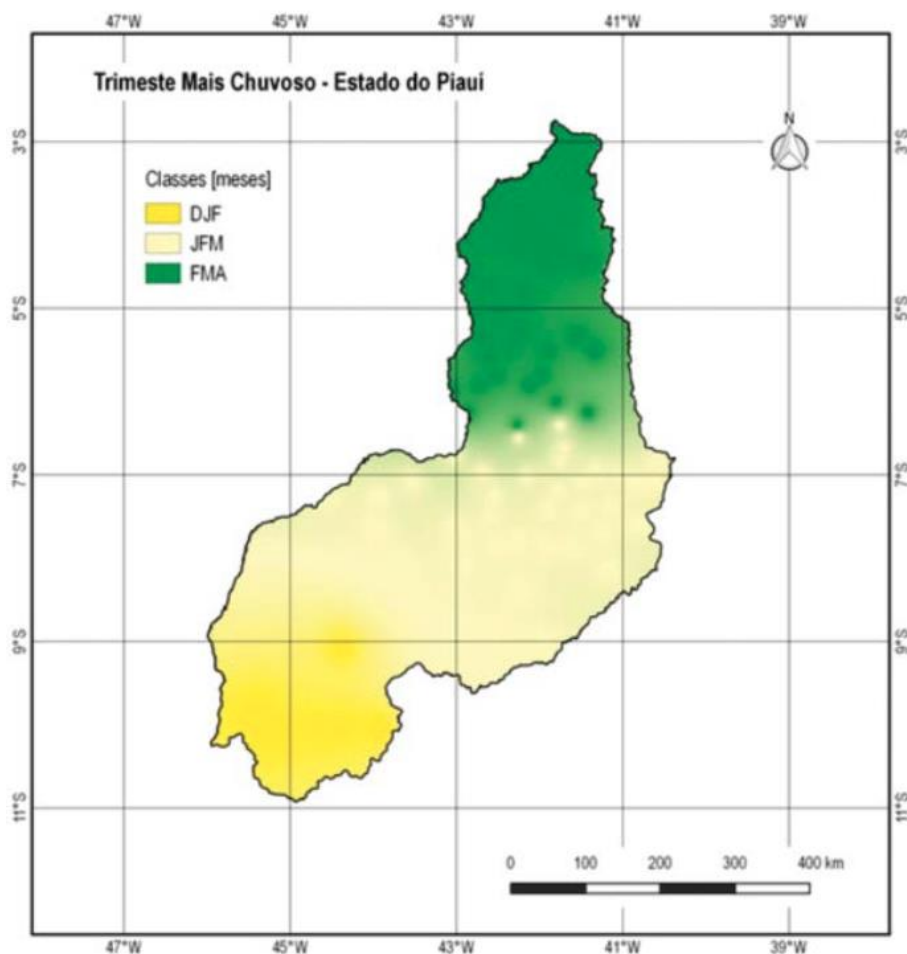 47°W 45°W 43°W 41°W 39°W
Trimeste Mais Chuvoso - Estado do Piaui
N
3°S 3°S
Classes [meses]
DJF
JFM
FMA
5°S 5°S
7°S 7°S
9°S 9°S
11°S 11°S
0 100 200 300 400 km
47°W 45°W 43°W 41°W 39°W